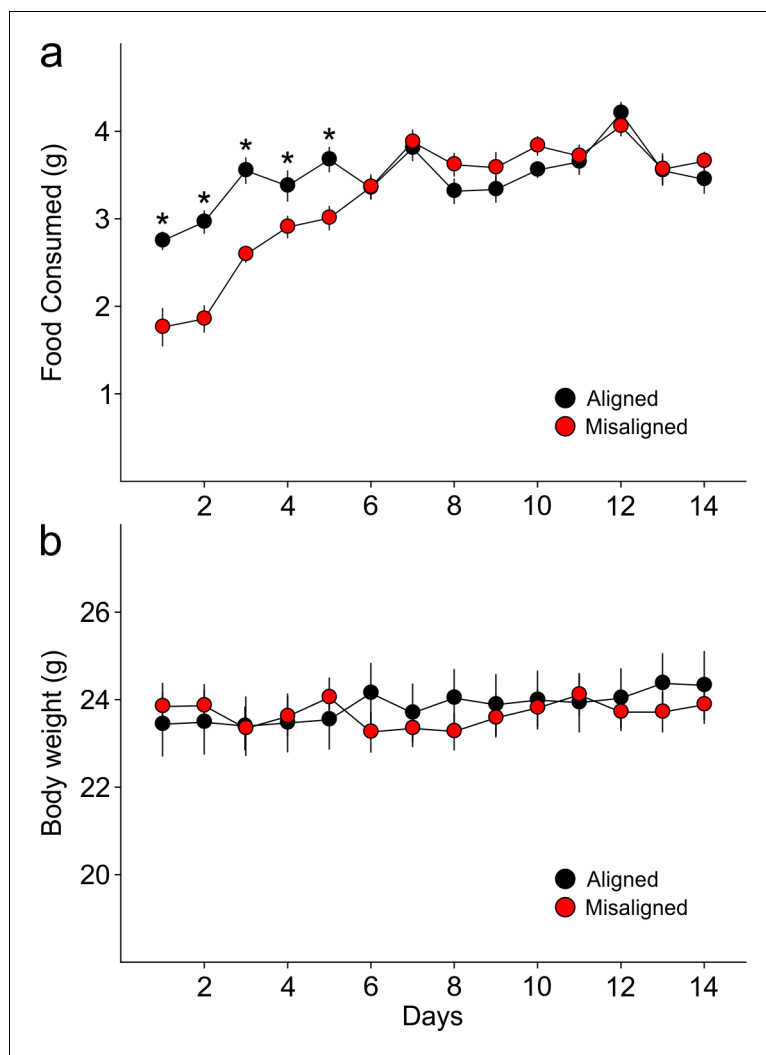 a
Food Consumed (g)
4
3
2
1
* * * * *
Aligned
Misaligned
2 4 6 8 10 12 14
b
Body weight (g)
26
24
22
20
Aligned
Misaligned
2 4 6 8 10 12 14
Days